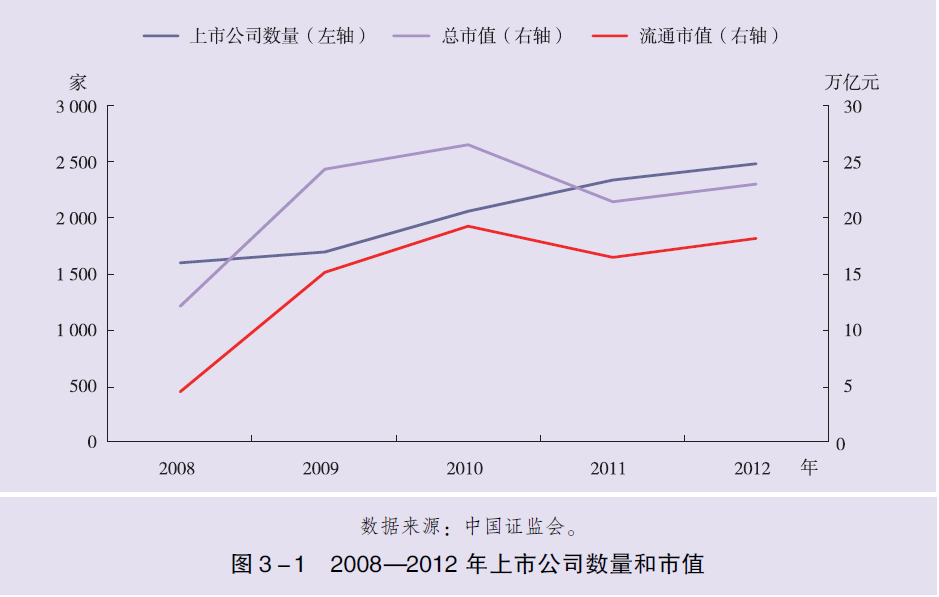 上市公司数量（左轴） 总市值（右轴） 流通市值（右轴）
家 万亿元
3 000 30
2 500 25
2 000 20
1 500 15
1 000 10
500 5
0 0
2008 2009 2010 2011 2012 年
数据来源：中国证监会。
图 3－1 2008—2012 年上市公司数量和市值